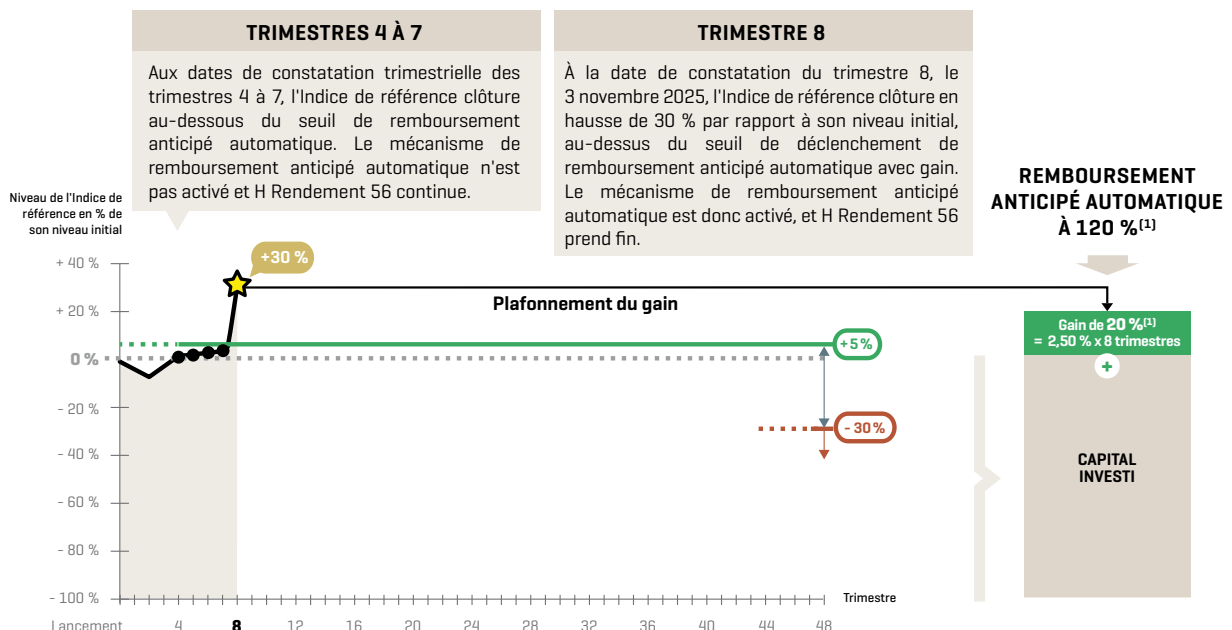 TRIMESTRES 4 À 7
Aux dates de constatation trimestrielle des
trimestres 4 à 7, l'Indice de référence clôture
au-dessous du seuil de remboursement
anticipé automatique. Le mécanisme de
remboursement anticipé automatique n'est
pas activé et H Rendement 56 continue.
TRIMESTRE 8
À la date de constatation du trimestre 8, le
3 novembre 2025, l'Indice de référence clôture en
hausse de 30 % par rapport à son niveau initial,
au-dessus du seuil de déclenchement de
remboursement anticipé automatique avec gain.
Le mécanisme de remboursement anticipé
automatique est donc activé, et H Rendement 56
prend fin.
REMBOURSEMENT
ANTICIPÉ AUTOMATIQUE
À 120 %(1)
Niveau de l'Indice de
référence en % de
son niveau initial
+ 40 %
+ 20 %
0 %
- 20 %
- 40 %
- 60 %
- 80 %
- 100 %
+30 %
Plafonnement du gain
+5 %
- 30 %
Gain de 20 %(1)
= 2,50 % x 8 trimestres
+
CAPITAL
INVESTI
Trimestre
Lancement 4 8 12 16 20 24 28 32 36 40 44 48